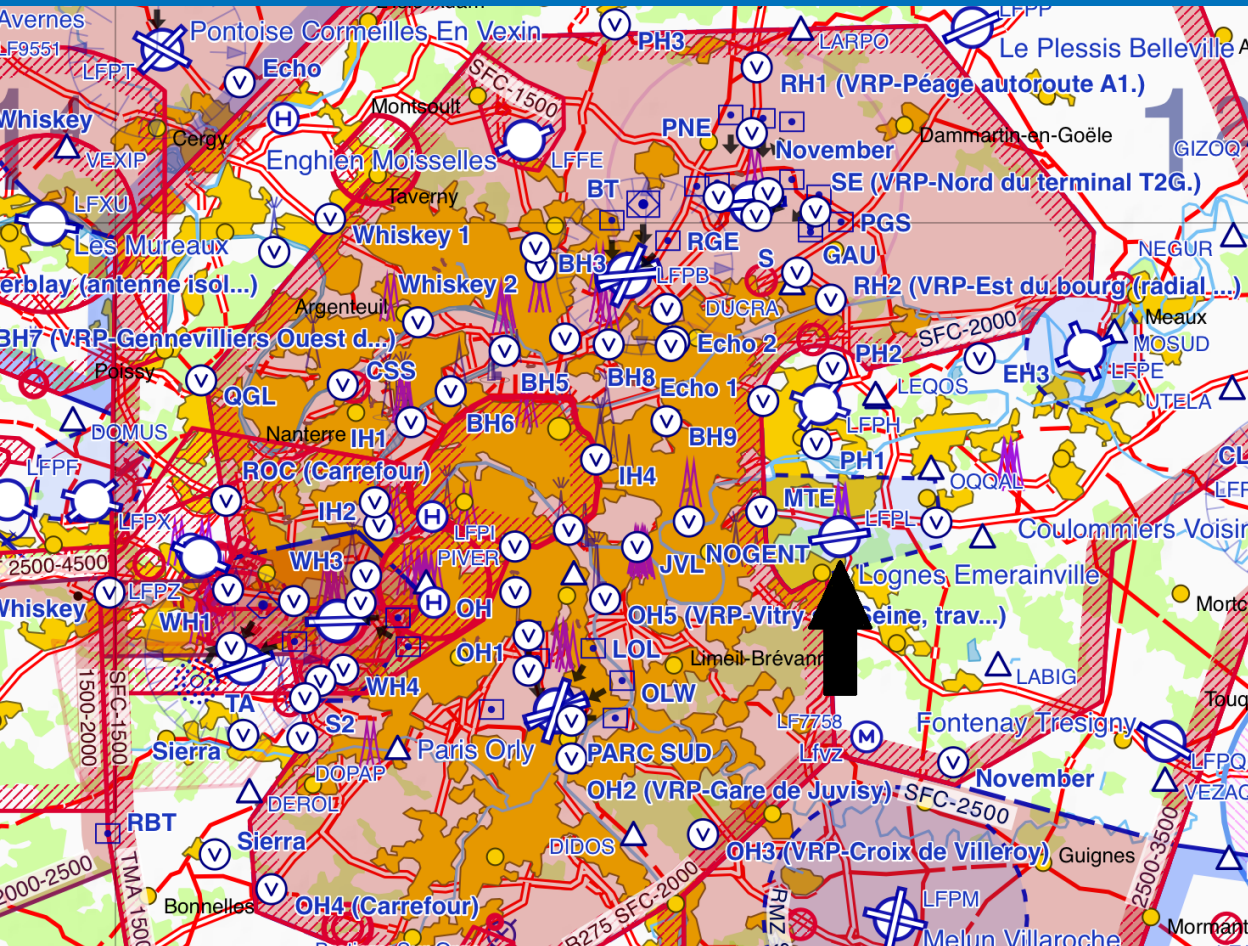 Avernes
LF9551
LFPT
Pontoise Cormeilles En Vexin
Echo
PH3
LARPO
LFPP
Le Plessis Belleville
RH1 (VRP-Péage autoroute A1.)
SFC-1500
Montsoult
Whiskey
VEXIP
Cergy
Enghien Moisselles
LFFE
PNE
November
Dammartin-en-Goële
GIZOQ
LFXU
Les Mureaux
Taverny
Whiskey 1
BT
SE (VRP-Nord du terminal T2G.)
PGS
RGE
GAU
NEGUR
erblay (antenne isol...)
Whiskey 2
BH3
LFPB
S
DUCRA
RH2 (VRP-Est du bourg (radial ...)
Argenteuil
BH7 (VRP-Gennevilliers Ouest d...)
Echo 2
SFC-2000
Meaux
MOSUD
Poissy
CSS
BH5
BH8
Echo 1
PH2
EH3
LFPE
QGL
LEQOS
UTELA
DOMUS
Nanterre
IH1
BH6
BH9
LFPH
PH1
LFPF
ROC (Carrefour)
IH4
OQQAL
CL
LFPX
IH2
LFPI
MTE
LFPL
LFF
Coulommiers Voisin
2500-4500
WH3
PIVER
JVL
NOGENT
Lognes Emerainville
Whiskey
LFPZ
WH1
OH
OH5 (VRP-Vitry
Seine, trav...)
Mortc
OH1
LOL
Limeil-Brévann
LABIG
1500-2000
SFC-1500
TA
WH4
OLW
Touq
S2
LF7758
Lfvz
M
Fontenay Tresigny
LFPQ
Sierra
DOPAP
Paris Orly
PARC SUD
November
VEZAC
DEROL
OH2 (VRP-Gare de Juvisy)
SFC-2500
RBT
Sierra
DIDOS
OH3 (VRP-Croix de Villeroy)
Guignes
2500-3500
2000-2500
TMA 1500
Bonnelles
OH4 (Carrefour)
R275 SFC-2000
RMZ
LFPM
Melun Villaroche
Mormant